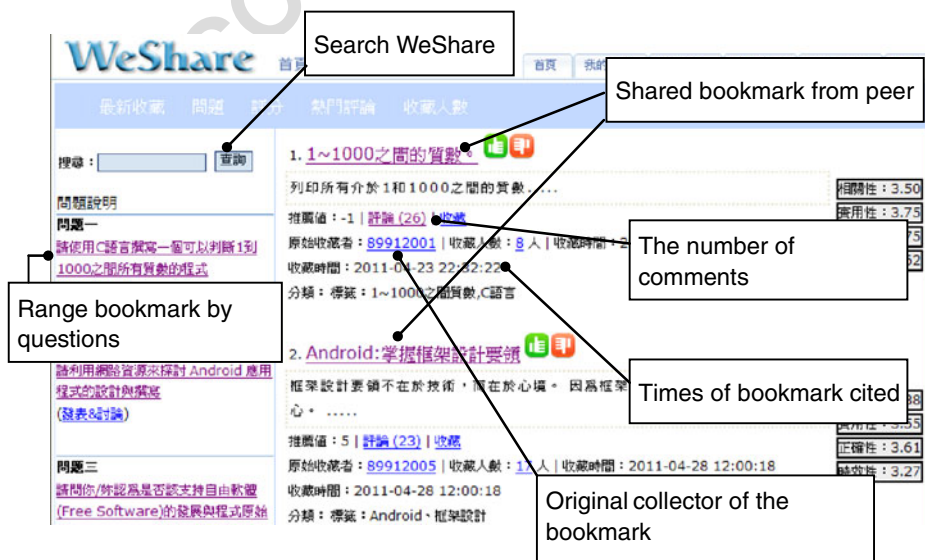 WeShare
Search WeShare
首頁 我的
最新收藏 問題 評分 熱門評論 收藏人數
Shared bookmark from peer
搜尋： 查詢
問題說明
問題一
請使用C語言撰寫一個可以判斷1到
1000之間所有質數的程式
Range bookmark by
questions
請利用網路資源來探討 Android 應用
程式的設計與撰寫
(發表&討論)
問題三
請問你/妳認為是否該支持自由軟體
(Free Software)的發展與程式原始
1. 1~1000之間的質數。
列印所有介於1和1000之間的質數.....
推薦值：-1 | 評論 (26) | 收藏
原始收藏者：89912001 | 收藏人數：8 人 | 收藏時間：2
收藏時間：2011-04-23 22:32:22
分類： 標籤：1~1000之間質數,C語言
相關性：3.50
實用性：3.75
The number of
comments
2. Android:掌握框架設計要領
框架設計要領不在於技術，而在於心境。 因爲框架
心。 .....
推薦值：5 | 評論 (23) | 收藏
原始收藏者：89912005 | 收藏人數：17 人 | 收藏時間：2011-04-28 12:00:18
收藏時間：2011-04-28 12:00:18
分類： 標籤：Android、框架設計
Times of bookmark cited
實用性：3.55
正確性：3.61
時效性：3.27
Original collector of the
bookmark